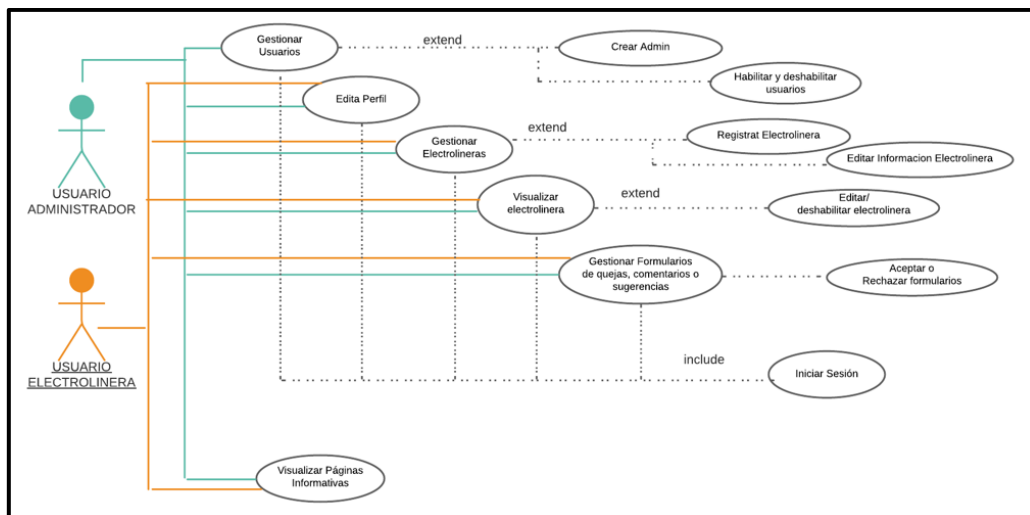 Gestionar
Usuarios
extend
Crear Admin
Habilitar y deshabilitar
usuarios
Edita Perfil
Gestionar
Electrolineras
extend
Registrat Electrolinera
Editar Informacion Electrolinera
USUARIO
ADMINISTRADOR
Visualizar
electrolinera
extend
Editar/
deshabilitar electrolinera
Gestionar Formularios
de quejas, comentarios o
sugerencias
Aceptar o
Rechazar formularios
USUARIO
ELECTROLINERA
include
Iniciar Sesión
Visualizar Páginas
Informativas